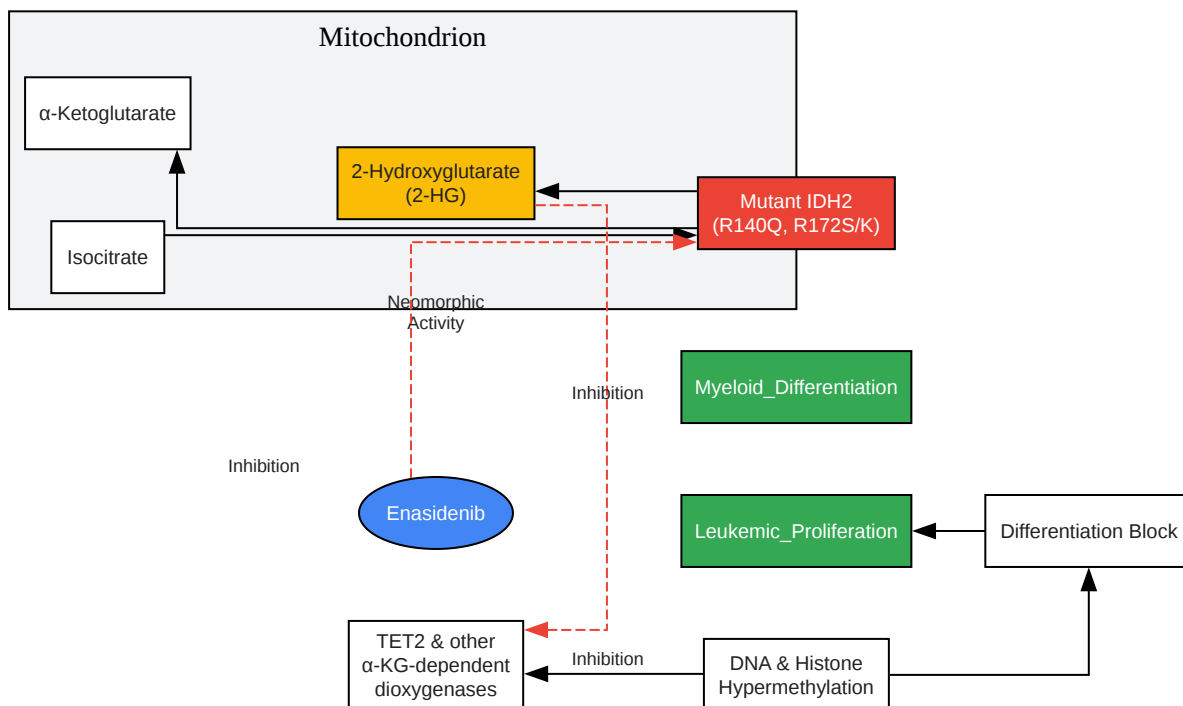 Mitochondrion
α-Ketoglutarate
2-Hydroxyglutarate
(2-HG)
Mutant IDH2
(R140Q, R172S/K)
Isocitrate
Neomorphic
Activity
Myeloid_Differentiation
Inhibition
Inhibition
Enasidenib
Leukemic_Proliferation
Differentiation Block
TET2 & other
α-KG-dependent
dioxygenases
Inhibition
DNA & Histone
Hypermethylation